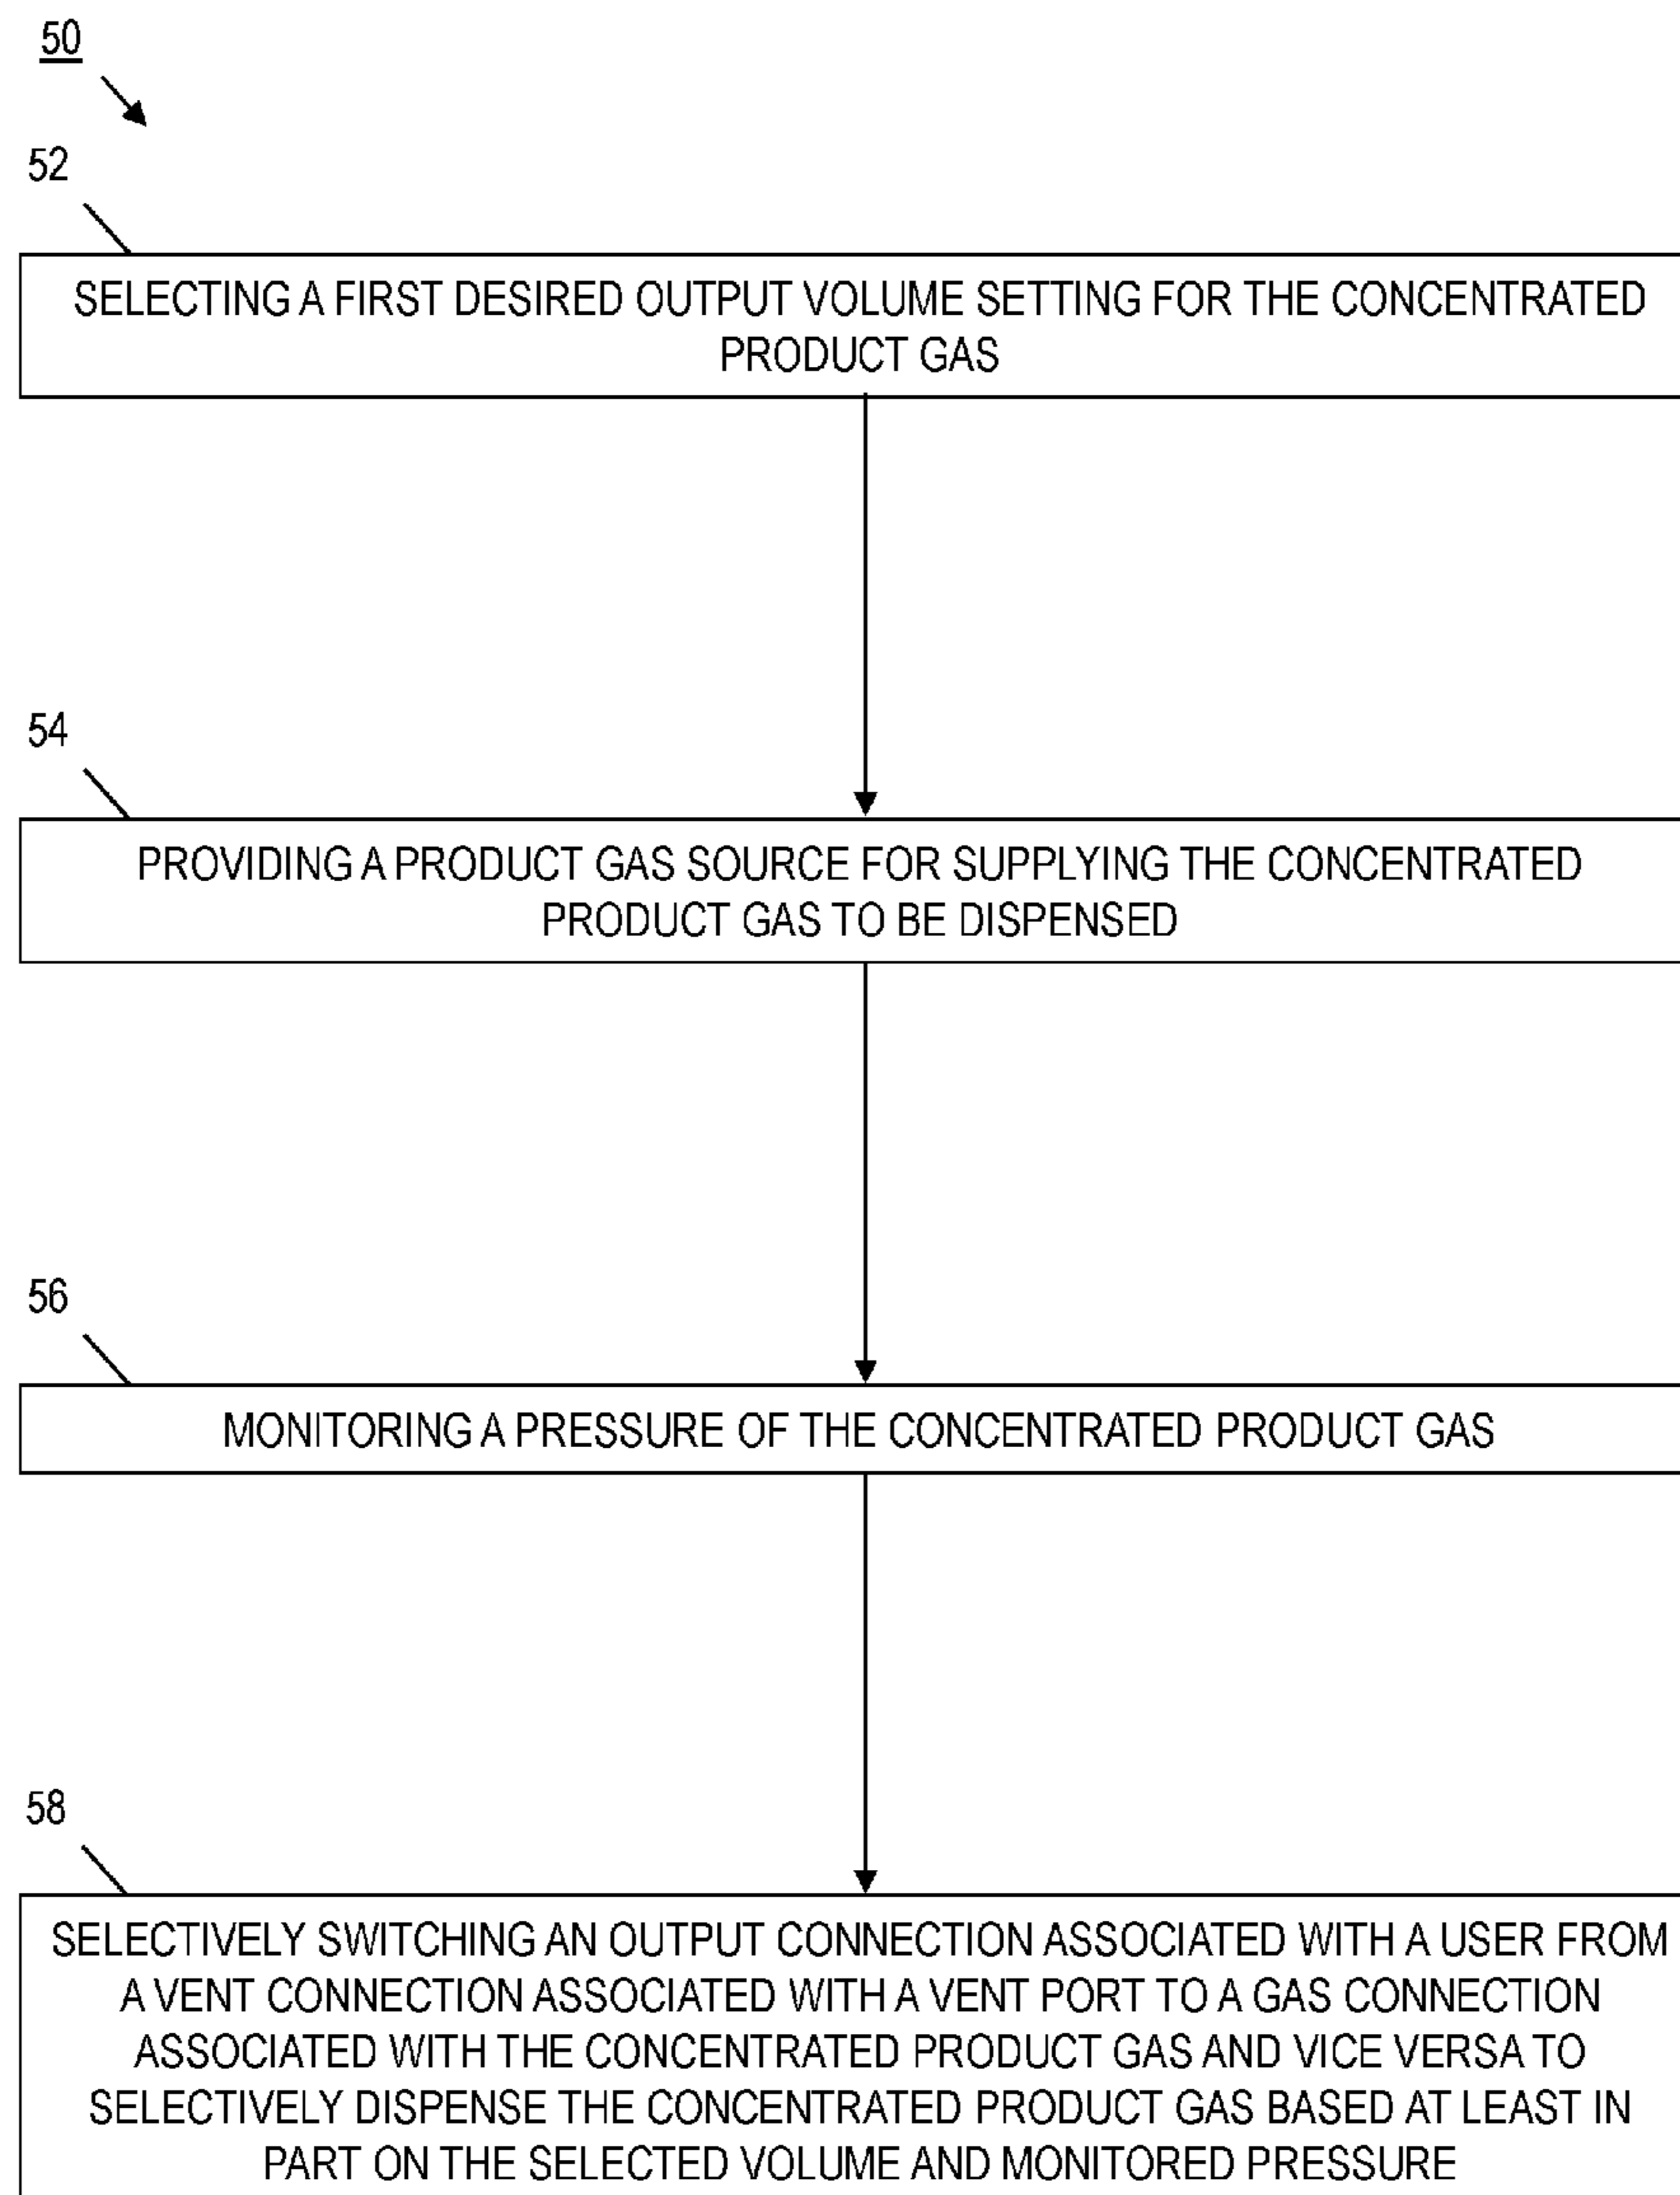 50
52
SELECTING A FIRST DESIRED OUTPUT VOLUME SETTING FOR THE CONCENTRATED
PRODUCT GAS
54
PROVIDING A PRODUCT GAS SOURCE FOR SUPPLYING THE CONCENTRATED
PRODUCT GAS TO BE DISPENSED
56
MONITORING A PRESSURE OF THE CONCENTRATED PRODUCT GAS
58
SELECTIVELY SWITCHING AN OUTPUT CONNECTION ASSOCIATED WITH A USER FROM
A VENT CONNECTION ASSOCIATED WITH A VENT PORT TO A GAS CONNECTION
ASSOCIATED WITH THE CONCENTRATED PRODUCT GAS AND VICE VERSA TO
SELECTIVELY DISPENSE THE CONCENTRATED PRODUCT GAS BASED AT LEAST IN
PART ON THE SELECTED VOLUME AND MONITORED PRESSURE